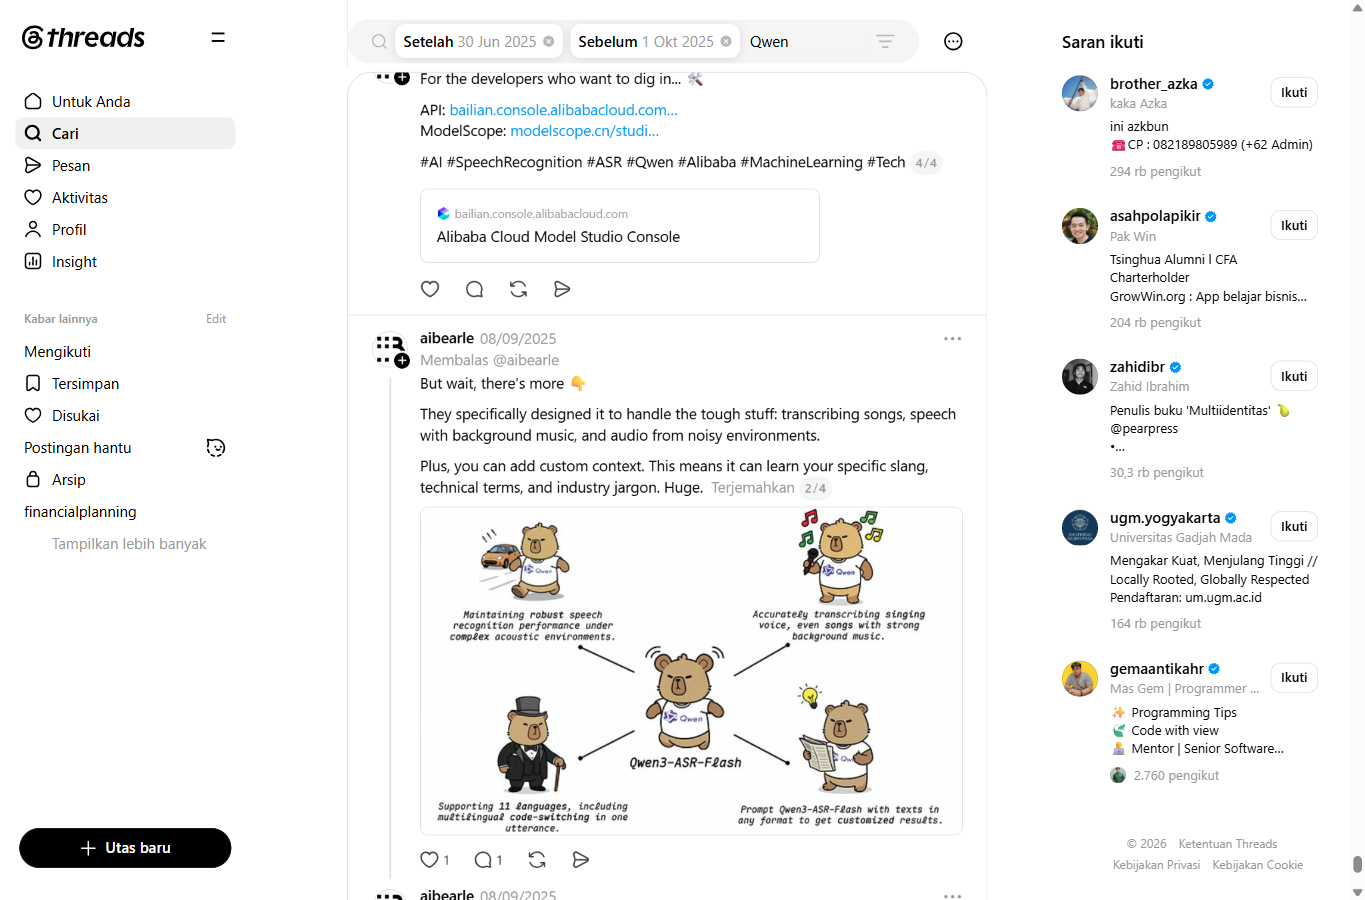 threads
Untuk Anda
Cari
Pesan
Aktivitas
Profil
Insight
Kabar lainnya
Edit
Mengikuti
Tersimpan
Disukai
Postingan hantu
Arsip
financialplanning
Tampilkan lebih banyak
Utas baru
Setelah 30 Jun 2025
Sebelum 1 Okt 2025
Qwen
For the developers who want to dig in... 🛠️
API: bailian.console.alibabacloud.com...
ModelScope: modelscope.cn/studi...
#AI #SpeechRecognition #ASR #Qwen #Alibaba #MachineLearning #Tech 4/4
bailian.console.alibabacloud.com
Alibaba Cloud Model Studio Console
aibearle 08/09/2025
Membalas @aibearle
But wait, there's more 👇
They specifically designed it to handle the tough stuff: transcribing songs, speech
with background music, and audio from noisy environments.
Plus, you can add custom context. This means it can learn your specific slang,
technical terms, and industry jargon. Huge. Terjemahkan 2/4
Qwen
Maintaining robust speech
recognition performance under
complex acoustic environments.
Qwen
Accurately transcribing singing
voice, even songs with strong
background music.
Qwen
Qwen3-ASR-Flash
Supporting 11 languages, including
multilingual code-switching in one
utterance.
Qwen
Prompt Qwen3-ASR-Flash with texts in
any format to get customized results.
1
1
aibearle 08/09/2025
Saran ikuti
brother_azka
kaka Azka
Ikuti
ini azkbun
☎️CP : 082189805989 (+62 Admin)
294 rb pengikut
asahpolapikir
Pak Win
Ikuti
Tsinghua Alumni l CFA
Charterholder
GrowWin.org : App belajar bisnis...
204 rb pengikut
zahidibr
Zahid Ibrahim
Ikuti
Penulis buku 'Multiidentitas' 🍐
@pearpress
•...
30,3 rb pengikut
ugm.yogyakarta
Universitas Gadjah Mada
Ikuti
Mengakar Kuat, Menjulang Tinggi //
Locally Rooted, Globally Respected
Pendaftaran: um.ugm.ac.id
164 rb pengikut
gemaantikahr
Mas Gem | Programmer ...
Ikuti
✨ Programming Tips
🍃 Code with view
Mentor | Senior Software...
2.760 pengikut
© 2026
Ketentuan Threads
Kebijakan Privasi
Kebijakan Cookie